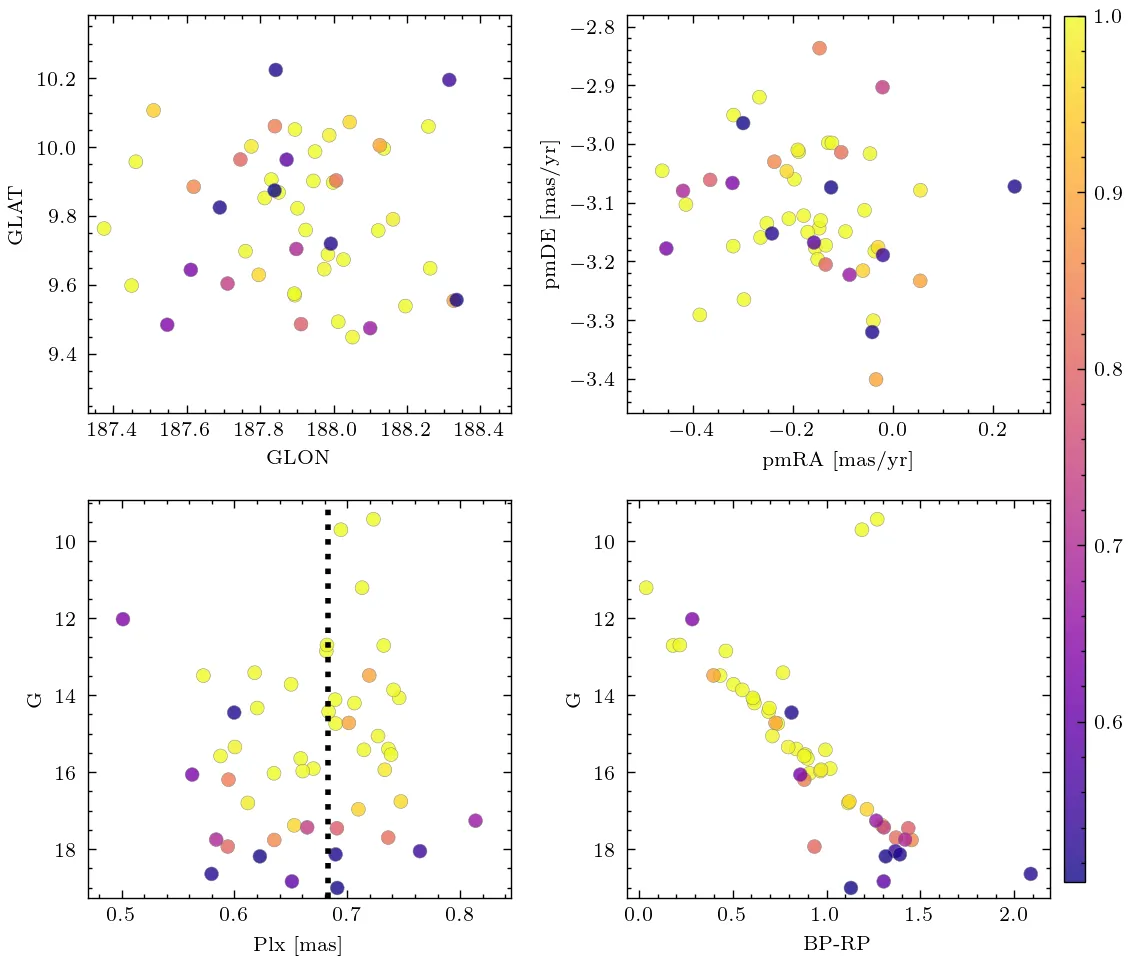 10.2
10.0
9.8
9.6
9.4
GLAT
187.4 187.6 187.8 188.0 188.2 188.4
GLON
−2.8
−2.9
−3.0
−3.1
−3.2
−3.3
−3.4
pmDE [mas/yr]
−0.4 −0.2 0.0 0.2
pmRA [mas/yr]
1.0
0.9
0.8
0.7
0.6
10
12
14
16
18
G
0.5 0.6 0.7 0.8
Plx [mas]
10
12
14
16
18
G
0.0 0.5 1.0 1.5 2.0
BP-RP